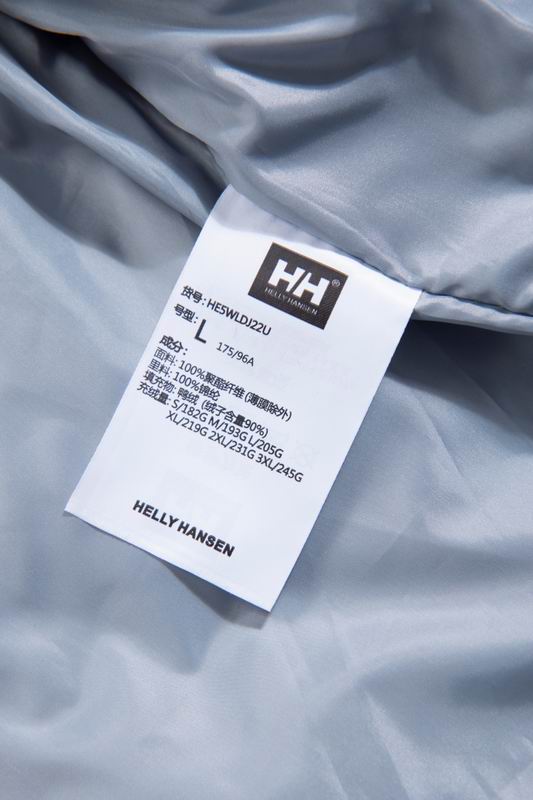 HH®
HELLY HANSEN
货号: HE5WLDJ22U
号型: L 175/96A
成分:
面料: 100%聚酯纤维 (薄膜除外)
里料: 100%锦纶
填充物: 鸭绒 (绒子含量90%)
充绒量: S/182G M/193G L/205G
XL/219G 2XL/231G 3XL/245G
HELLY HANSEN